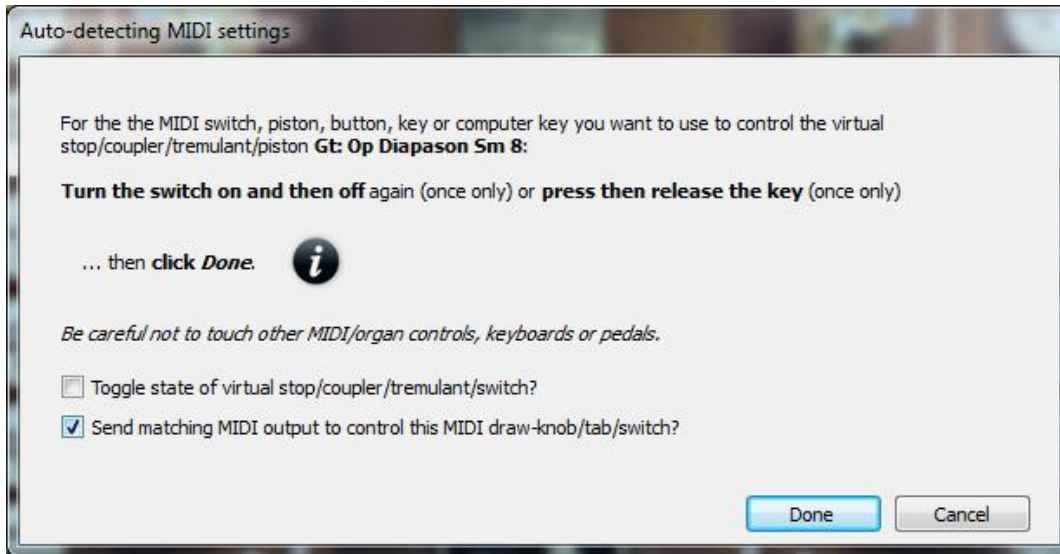 Auto-detecting MIDI settings
For the the MIDI switch, piston, button, key or computer key you want to use to control the virtual
stop/coupler/tremulant/piston Gt: Op Diapason Sm 8:
Turn the switch on and then off again (once only) or press then release the key (once only)
... then click Done.
Be careful not to touch other MIDI/organ controls, keyboards or pedals.
Toggle state of virtual stop/coupler/tremulant/switch?
Send matching MIDI output to control this MIDI draw-knob/tab/switch?
Done Cancel